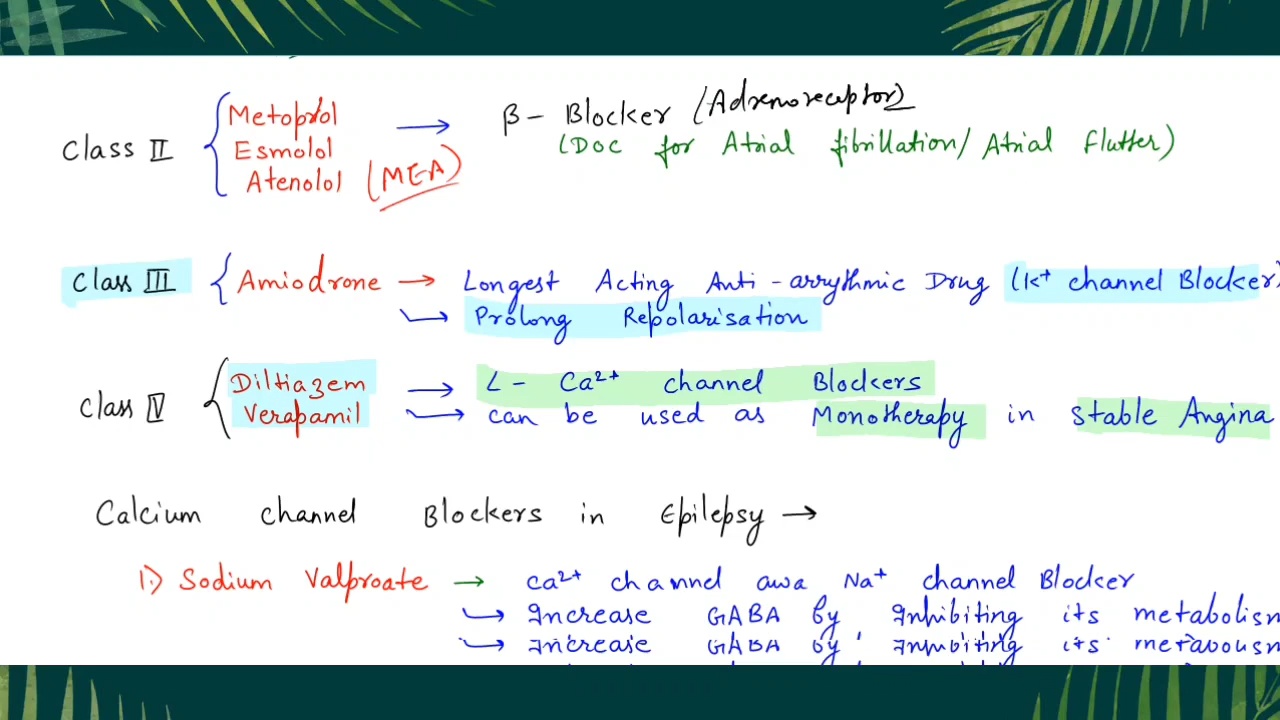 Metoprolol
Class II { Esmolol → β - Blocker (Adrenoreceptor)
Atenolol (MEA) (DOC for Atrial fibrillation/ Atrial flutter)
Class III { Amiodrone → Longest Acting Anti-arrythmic Drug (K+ channel Blocker)
↳ Prolong Repolarisation
Class IV { Diltiazem → L - Ca2+ channel Blockers
Verapamil ↳ can be used as Monotherapy in Stable Angina
Calcium channel Blockers in Epilepsy →
1.) Sodium Valproate → Ca2+ channel awa Na+ channel Blocker
↳ Increase GABA by Inhibiting its metabolism
↳ Increase GABA by Inhibiting its metabolism